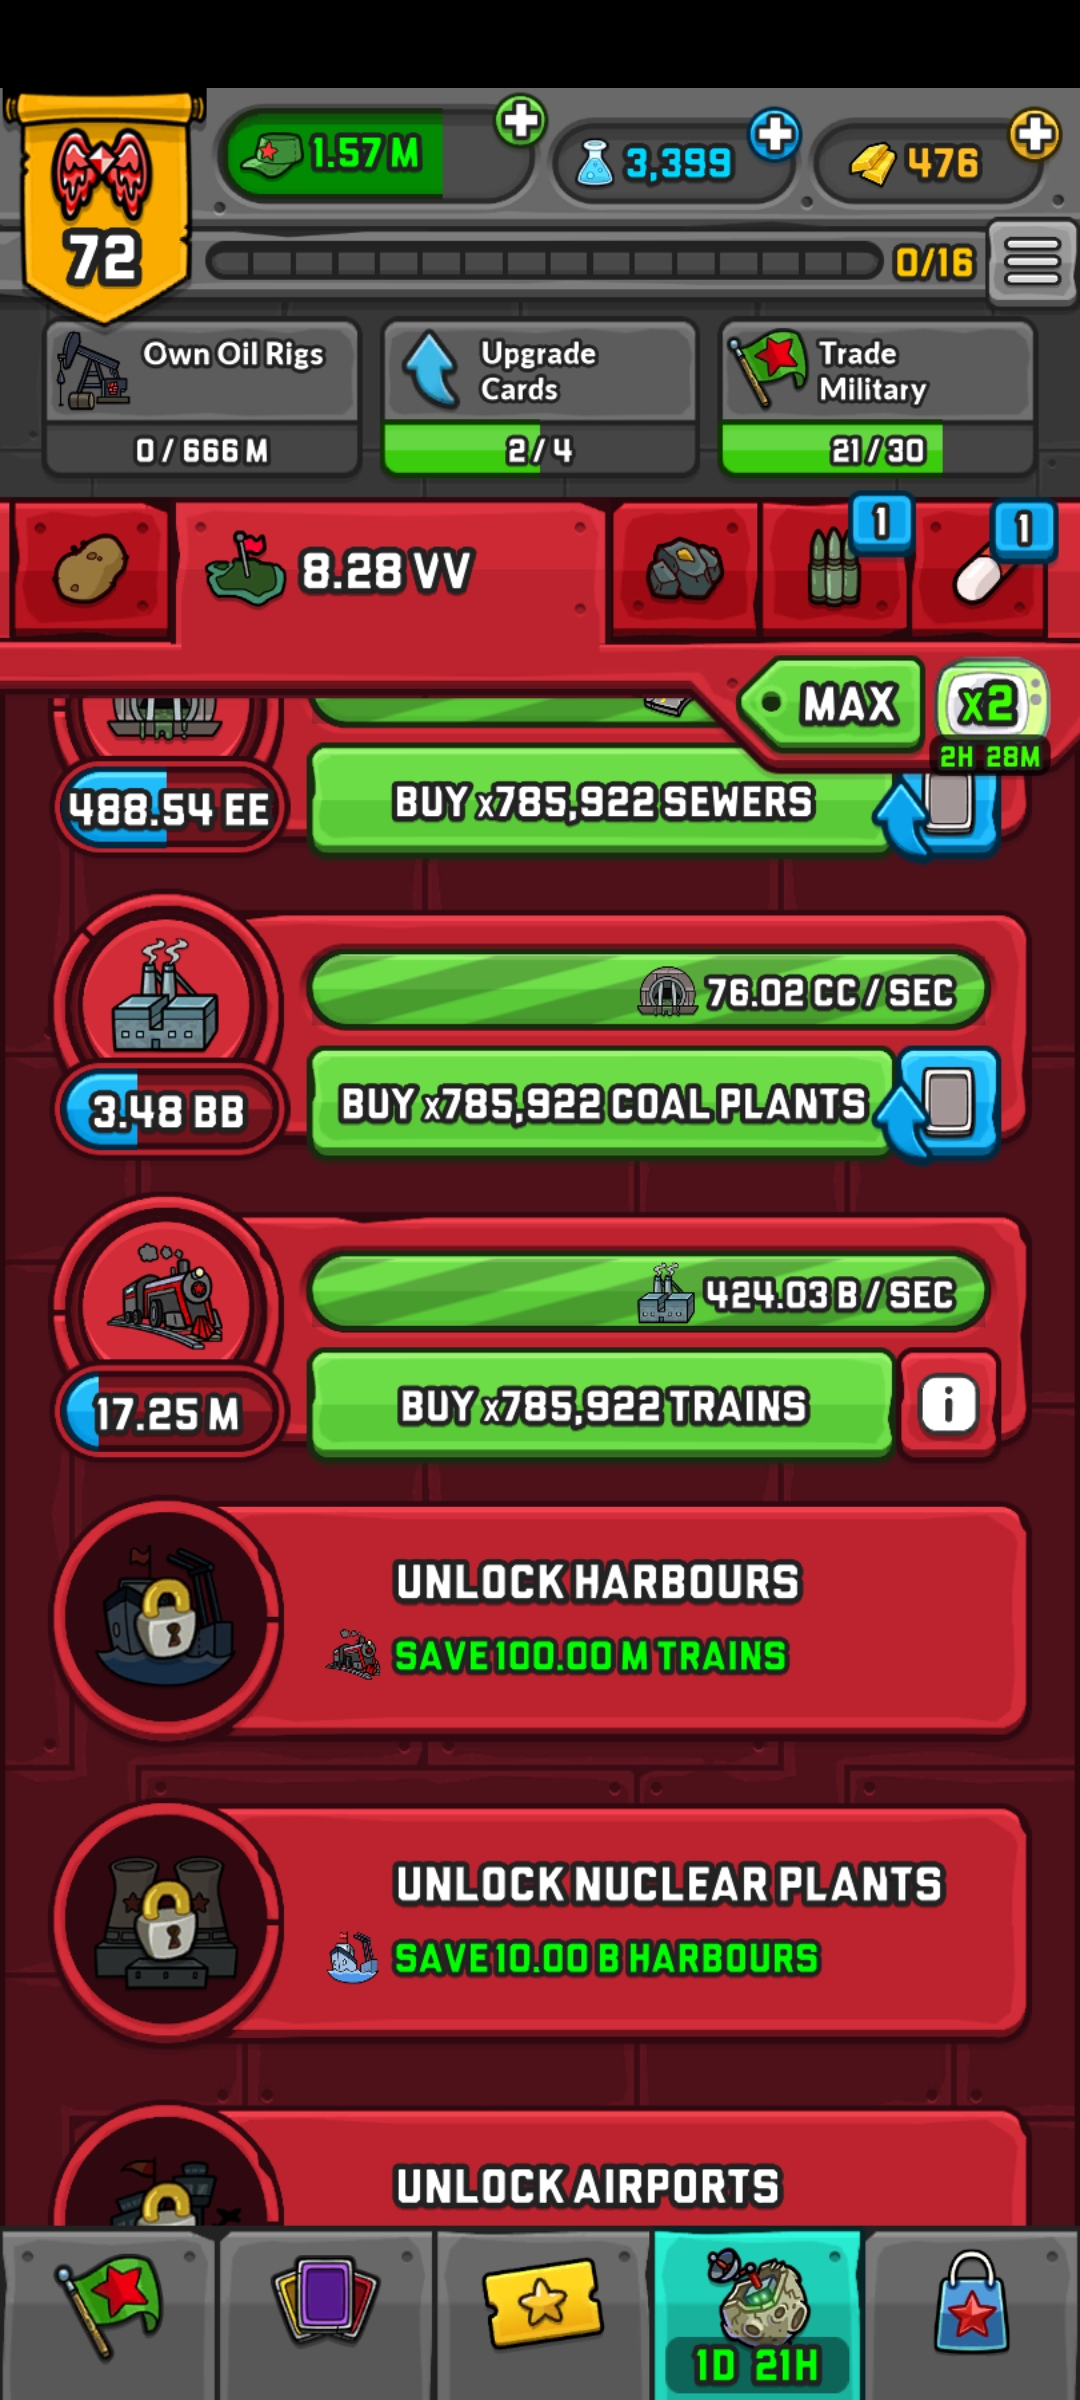 1.57 M
3,399
476
72
0/16
Own Oil Rigs
0 / 666 M
Upgrade
Cards
2 / 4
Trade
Military
21 / 30
8.28 VV
1
1
MAX
x2
2H 28M
488.54 EE
BUY x785,922 SEWERS
76.02 CC / SEC
3.48 BB
BUY x785,922 COAL PLANTS
424.03 B / SEC
17.25 M
BUY x785,922 TRAINS
i
UNLOCK HARBOURS
SAVE 100.00 M TRAINS
UNLOCK NUCLEAR PLANTS
SAVE 10.00 B HARBOURS
UNLOCK AIRPORTS
1D 21H